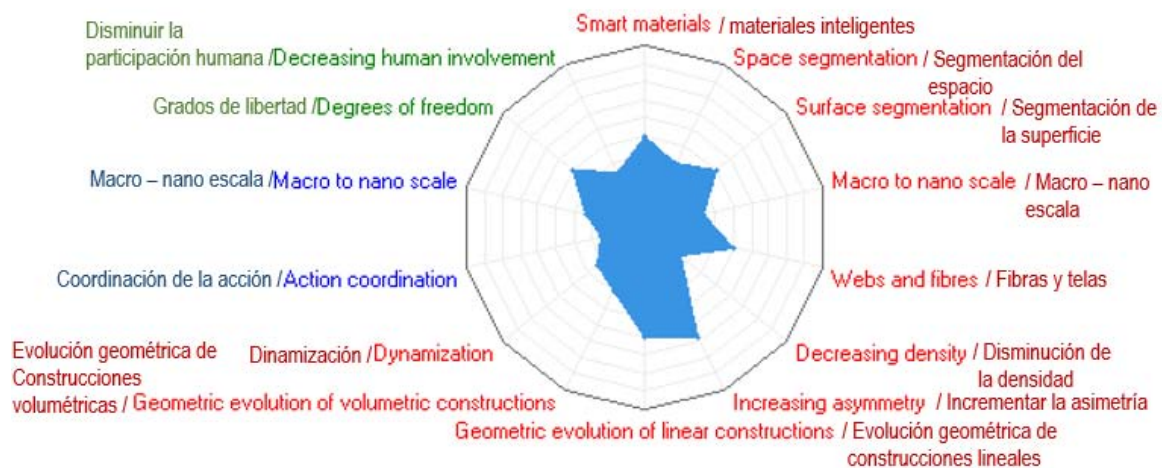 Smart materials / materiales inteligentes
Space segmentation / Segmentación del
espacio
Surface segmentation / Segmentación de
la superficie
Macro to nano scale / Macro – nano
escala
Webs and fibres / Fibras y telas
Decreasing density / Disminución de
la densidad
Increasing asymmetry / Incrementar la asimetría
Geometric evolution of linear constructions / Evolución geométrica de
construcciones lineales
Evolución geométrica de
Construcciones
volumétricas / Geometric evolution of volumetric constructions
Dinamización / Dynamization
Coordinación de la acción / Action coordination
Macro – nano escala / Macro to nano scale
Grados de libertad / Degrees of freedom
Disminuir la
participación humana / Decreasing human involvement